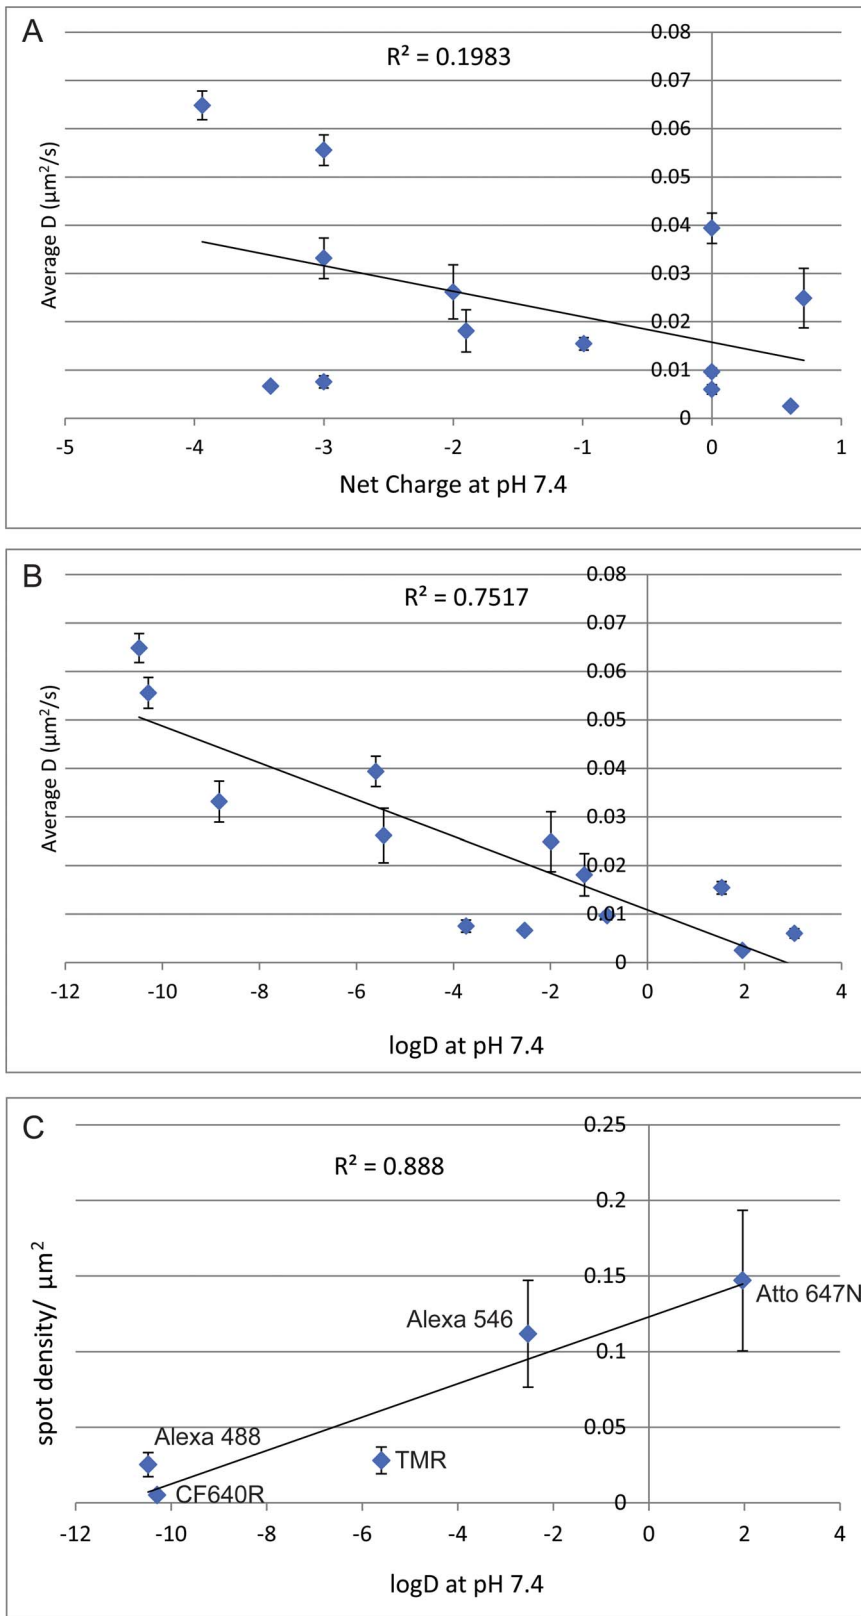 A
R² = 0.1983
Average D (µm²/s)
0.08
0.07
0.06
0.05
0.04
0.03
0.02
0.01
0
-5 -4 -3 -2 -1 0 1
Net Charge at pH 7.4
B
R² = 0.7517
Average D (µm²/s)
0.08
0.07
0.06
0.05
0.04
0.03
0.02
0.01
0
-12 -10 -8 -6 -4 -2 0 2 4
logD at pH 7.4
C
R² = 0.888
spot density/ µm²
0.25
0.2
0.15
0.1
0.05
0
Atto 647N
Alexa 546
Alexa 488
TMR
CF640R
-12 -10 -8 -6 -4 -2 0 2 4
logD at pH 7.4